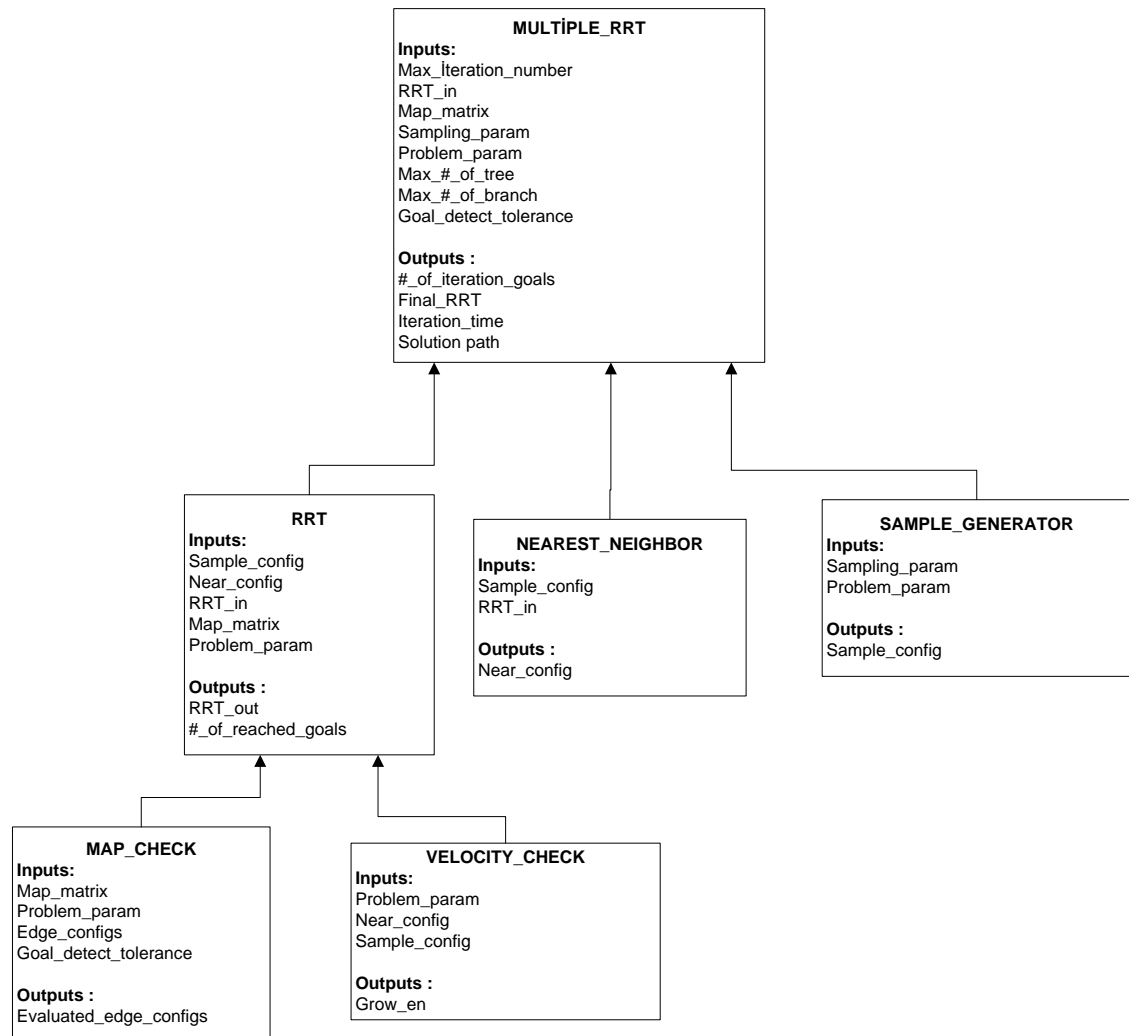 MULTİPLE_RRT
Inputs:
Max_İteration_number
RRT_in
Map_matrix
Sampling_param
Problem_param
Max_#_of_tree
Max_#_of_branch
Goal_detect_tolerance
Outputs :
#_of_iteration_goals
Final_RRT
Iteration_time
Solution path
RRT
Inputs:
Sample_config
Near_config
RRT_in
Map_matrix
Problem_param
Outputs :
RRT_out
#_of_reached_goals
NEAREST_NEIGHBOR
Inputs:
Sample_config
RRT_in
Outputs :
Near_config
SAMPLE_GENERATOR
Inputs:
Sampling_param
Problem_param
Outputs :
Sample_config
MAP_CHECK
Inputs:
Map_matrix
Problem_param
Edge_configs
Goal_detect_tolerance
Outputs :
Evaluated_edge_configs
VELOCITY_CHECK
Inputs:
Problem_param
Near_config
Sample_config
Outputs :
Grow_en